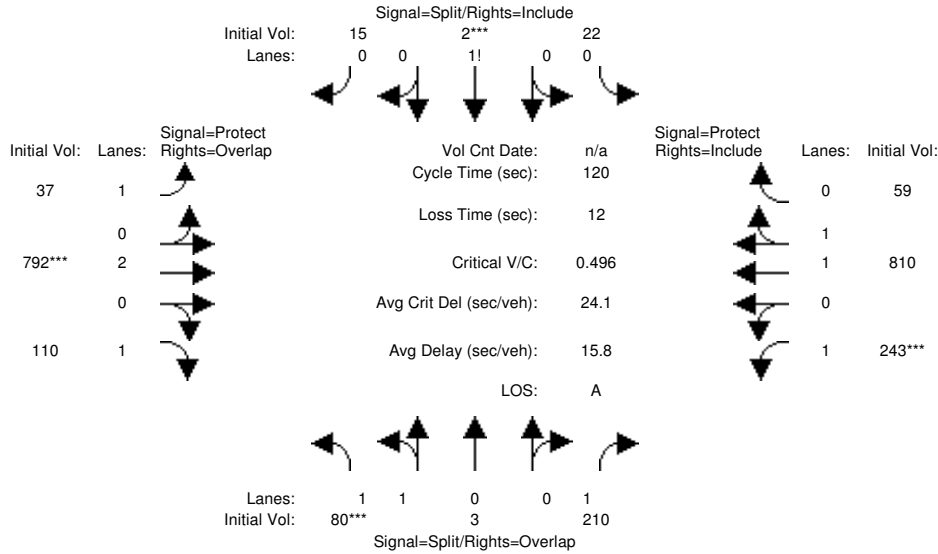 Signal=Split/Rights=Include
Initial Vol: 15 2*** 22
Lanes: 0 0 1! 0 0
Signal=Protect
Rights=Overlap
Initial Vol: Lanes:
37 1
0
792*** 2
0
110 1
Vol Cnt Date: n/a
Cycle Time (sec): 120
Loss Time (sec): 12
Critical V/C: 0.496
Avg Crit Del (sec/veh): 24.1
Avg Delay (sec/veh): 15.8
LOS: A
Signal=Protect
Rights=Include
Lanes: Initial Vol:
0 59
1
1 810
0
1 243***
Lanes: 1 1 0 0 1
Initial Vol: 80*** 3 210
Signal=Split/Rights=Overlap